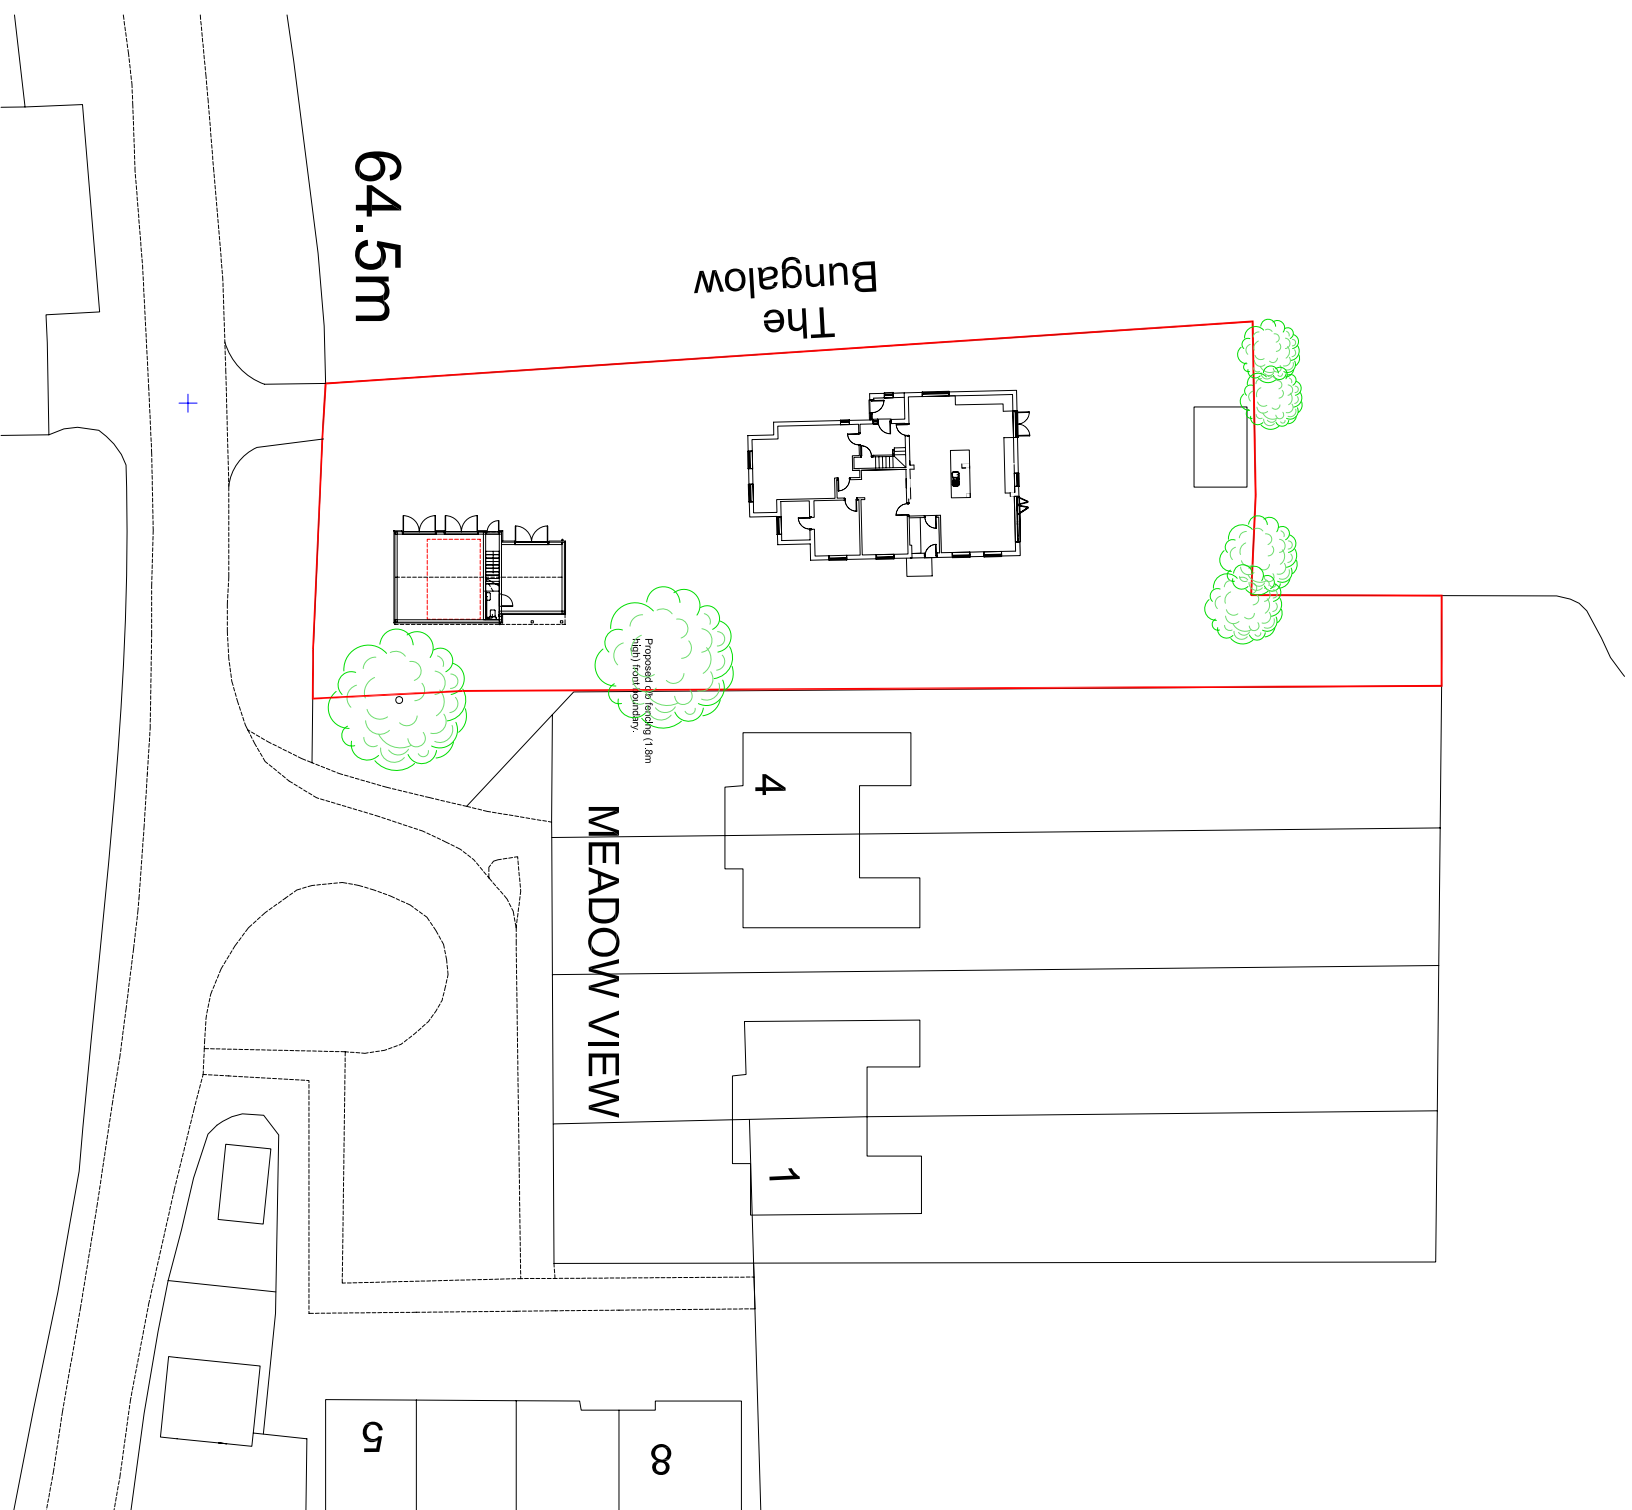 64.5m
The
Bungalow
Proposed c/b fencing (1.8m
high) front boundary.
4
MEADOW VIEW
1
5
8